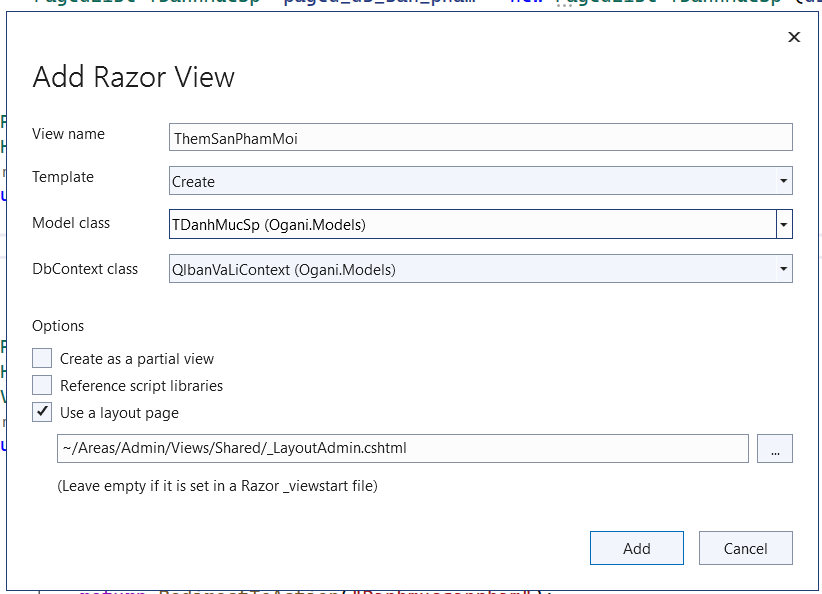 Add Razor View
View name
ThemSanPhamMoi
Template
Create
Model class
TDanhMucSp (Ogani.Models)
DbContext class
QlbanVaLiContext (Ogani.Models)
Options
Create as a partial view
Reference script libraries
Use a layout page
~/Areas/Admin/Views/Shared/_LayoutAdmin.cshtml
...
(Leave empty if it is set in a Razor _viewstart file)
Add
Cancel